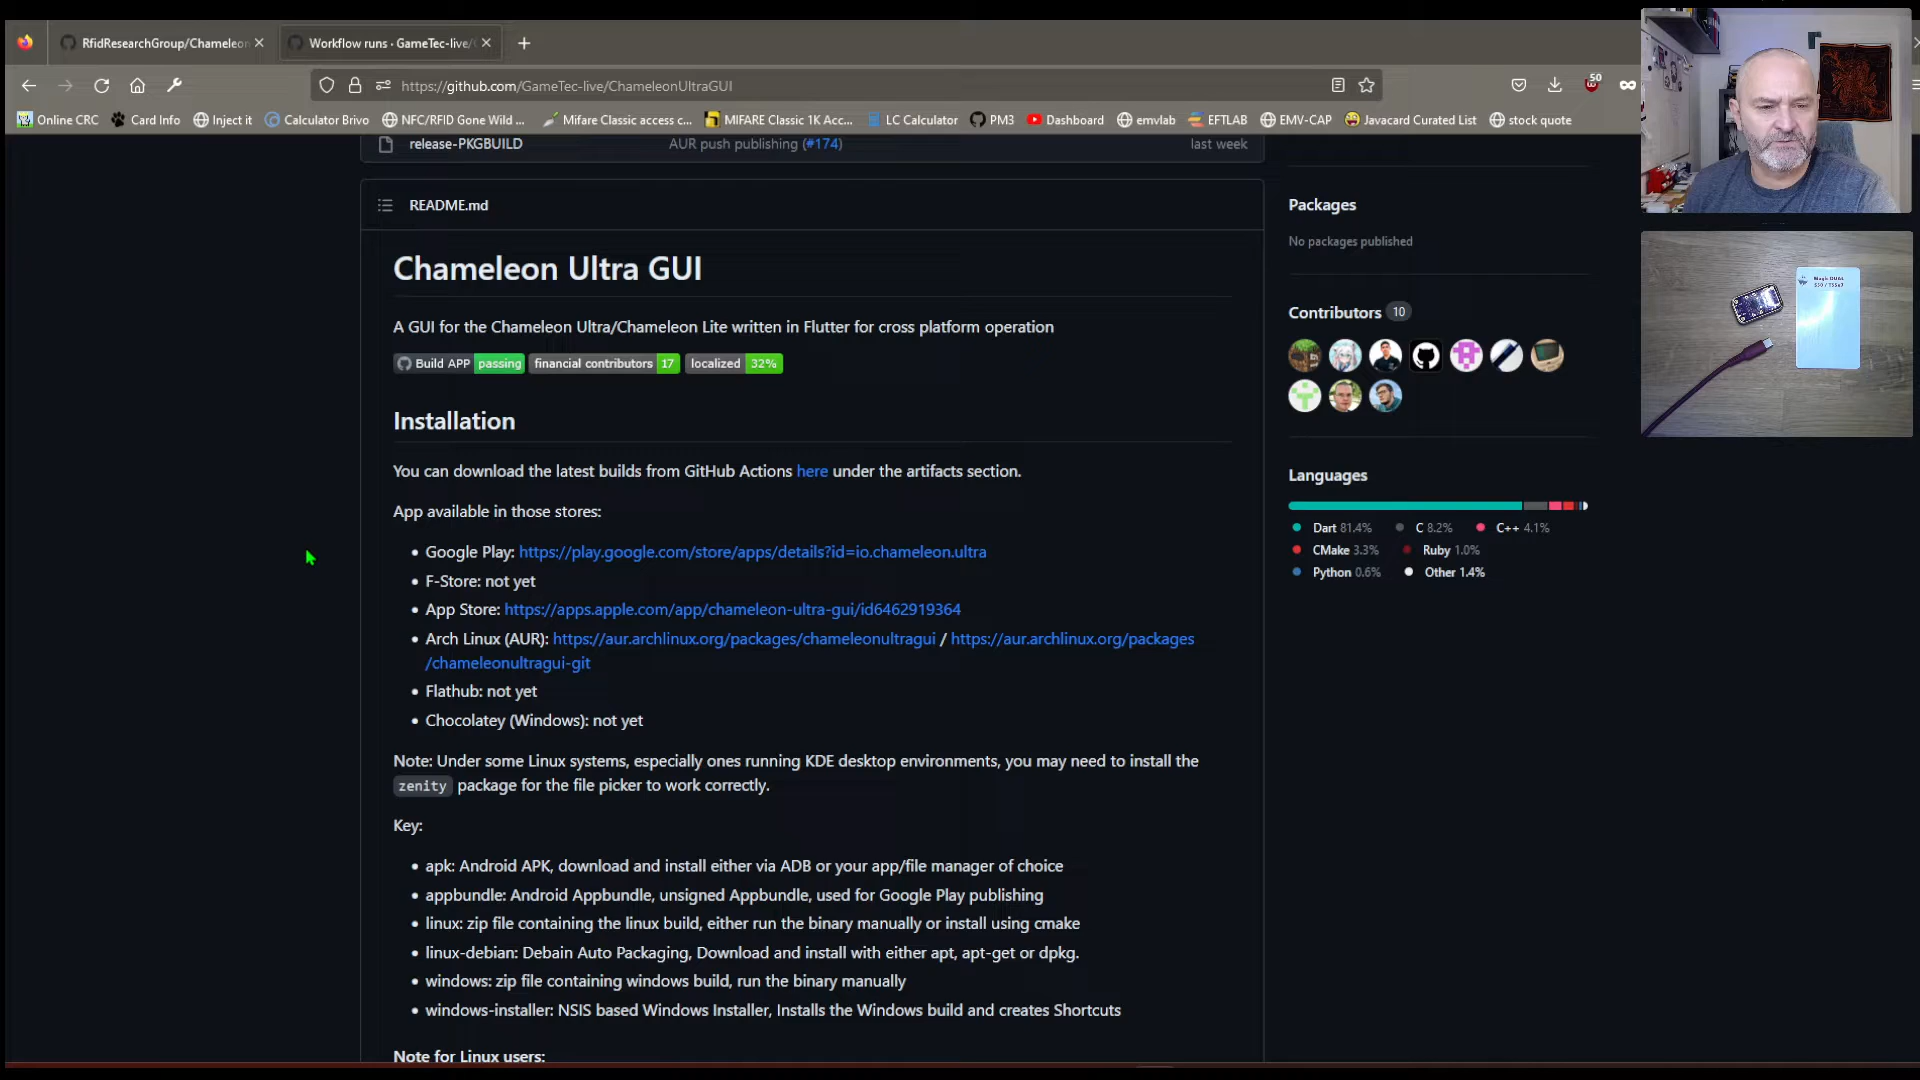 RfidResearchGroup/Chameleon
Workflow runs · GameTec-live/
https://github.com/GameTec-live/ChameleonUltraGUI
50
Online CRC
Card Info
Inject it
Calculator Brivo
NFC/RFID Gone Wild ...
Mifare Classic access c...
MIFARE Classic 1K Acc...
LC Calculator
PM3
Dashboard
emvlab
EFTLAB
EMV-CAP
Javacard Curated List
stock quote
release-PKGBUILD
AUR push publishing (#174)
last week
README.md
Chameleon Ultra GUI
A GUI for the Chameleon Ultra/Chameleon Lite written in Flutter for cross platform operation
Build APP passing
financial contributors 17
localized 32%
Installation
You can download the latest builds from GitHub Actions here under the artifacts section.
App available in those stores:
• Google Play: https://play.google.com/store/apps/details?id=io.chameleon.ultra
• F-Store: not yet
• App Store: https://apps.apple.com/app/chameleon-ultra-gui/id6462919364
• Arch Linux (AUR): https://aur.archlinux.org/packages/chameleonultragui / https://aur.archlinux.org/packages
/chameleonultragui-git
• Flathub: not yet
• Chocolatey (Windows): not yet
Note: Under some Linux systems, especially ones running KDE desktop environments, you may need to install the
zenity package for the file picker to work correctly.
Key:
• apk: Android APK, download and install either via ADB or your app/file manager of choice
• appbundle: Android Appbundle, unsigned Appbundle, used for Google Play publishing
• linux: zip file containing the linux build, either run the binary manually or install using cmake
• linux-debian: Debain Auto Packaging, Download and install with either apt, apt-get or dpkg.
• windows: zip file containing windows build, run the binary manually
• windows-installer: NSIS based Windows Installer, Installs the Windows build and creates Shortcuts
Note for Linux users:
Packages
No packages published
Contributors 10
Languages
Dart 81.4%
C 8.2%
C++ 4.1%
CMake 3.3%
Ruby 1.0%
Python 0.6%
Other 1.4%
Magic DUAL